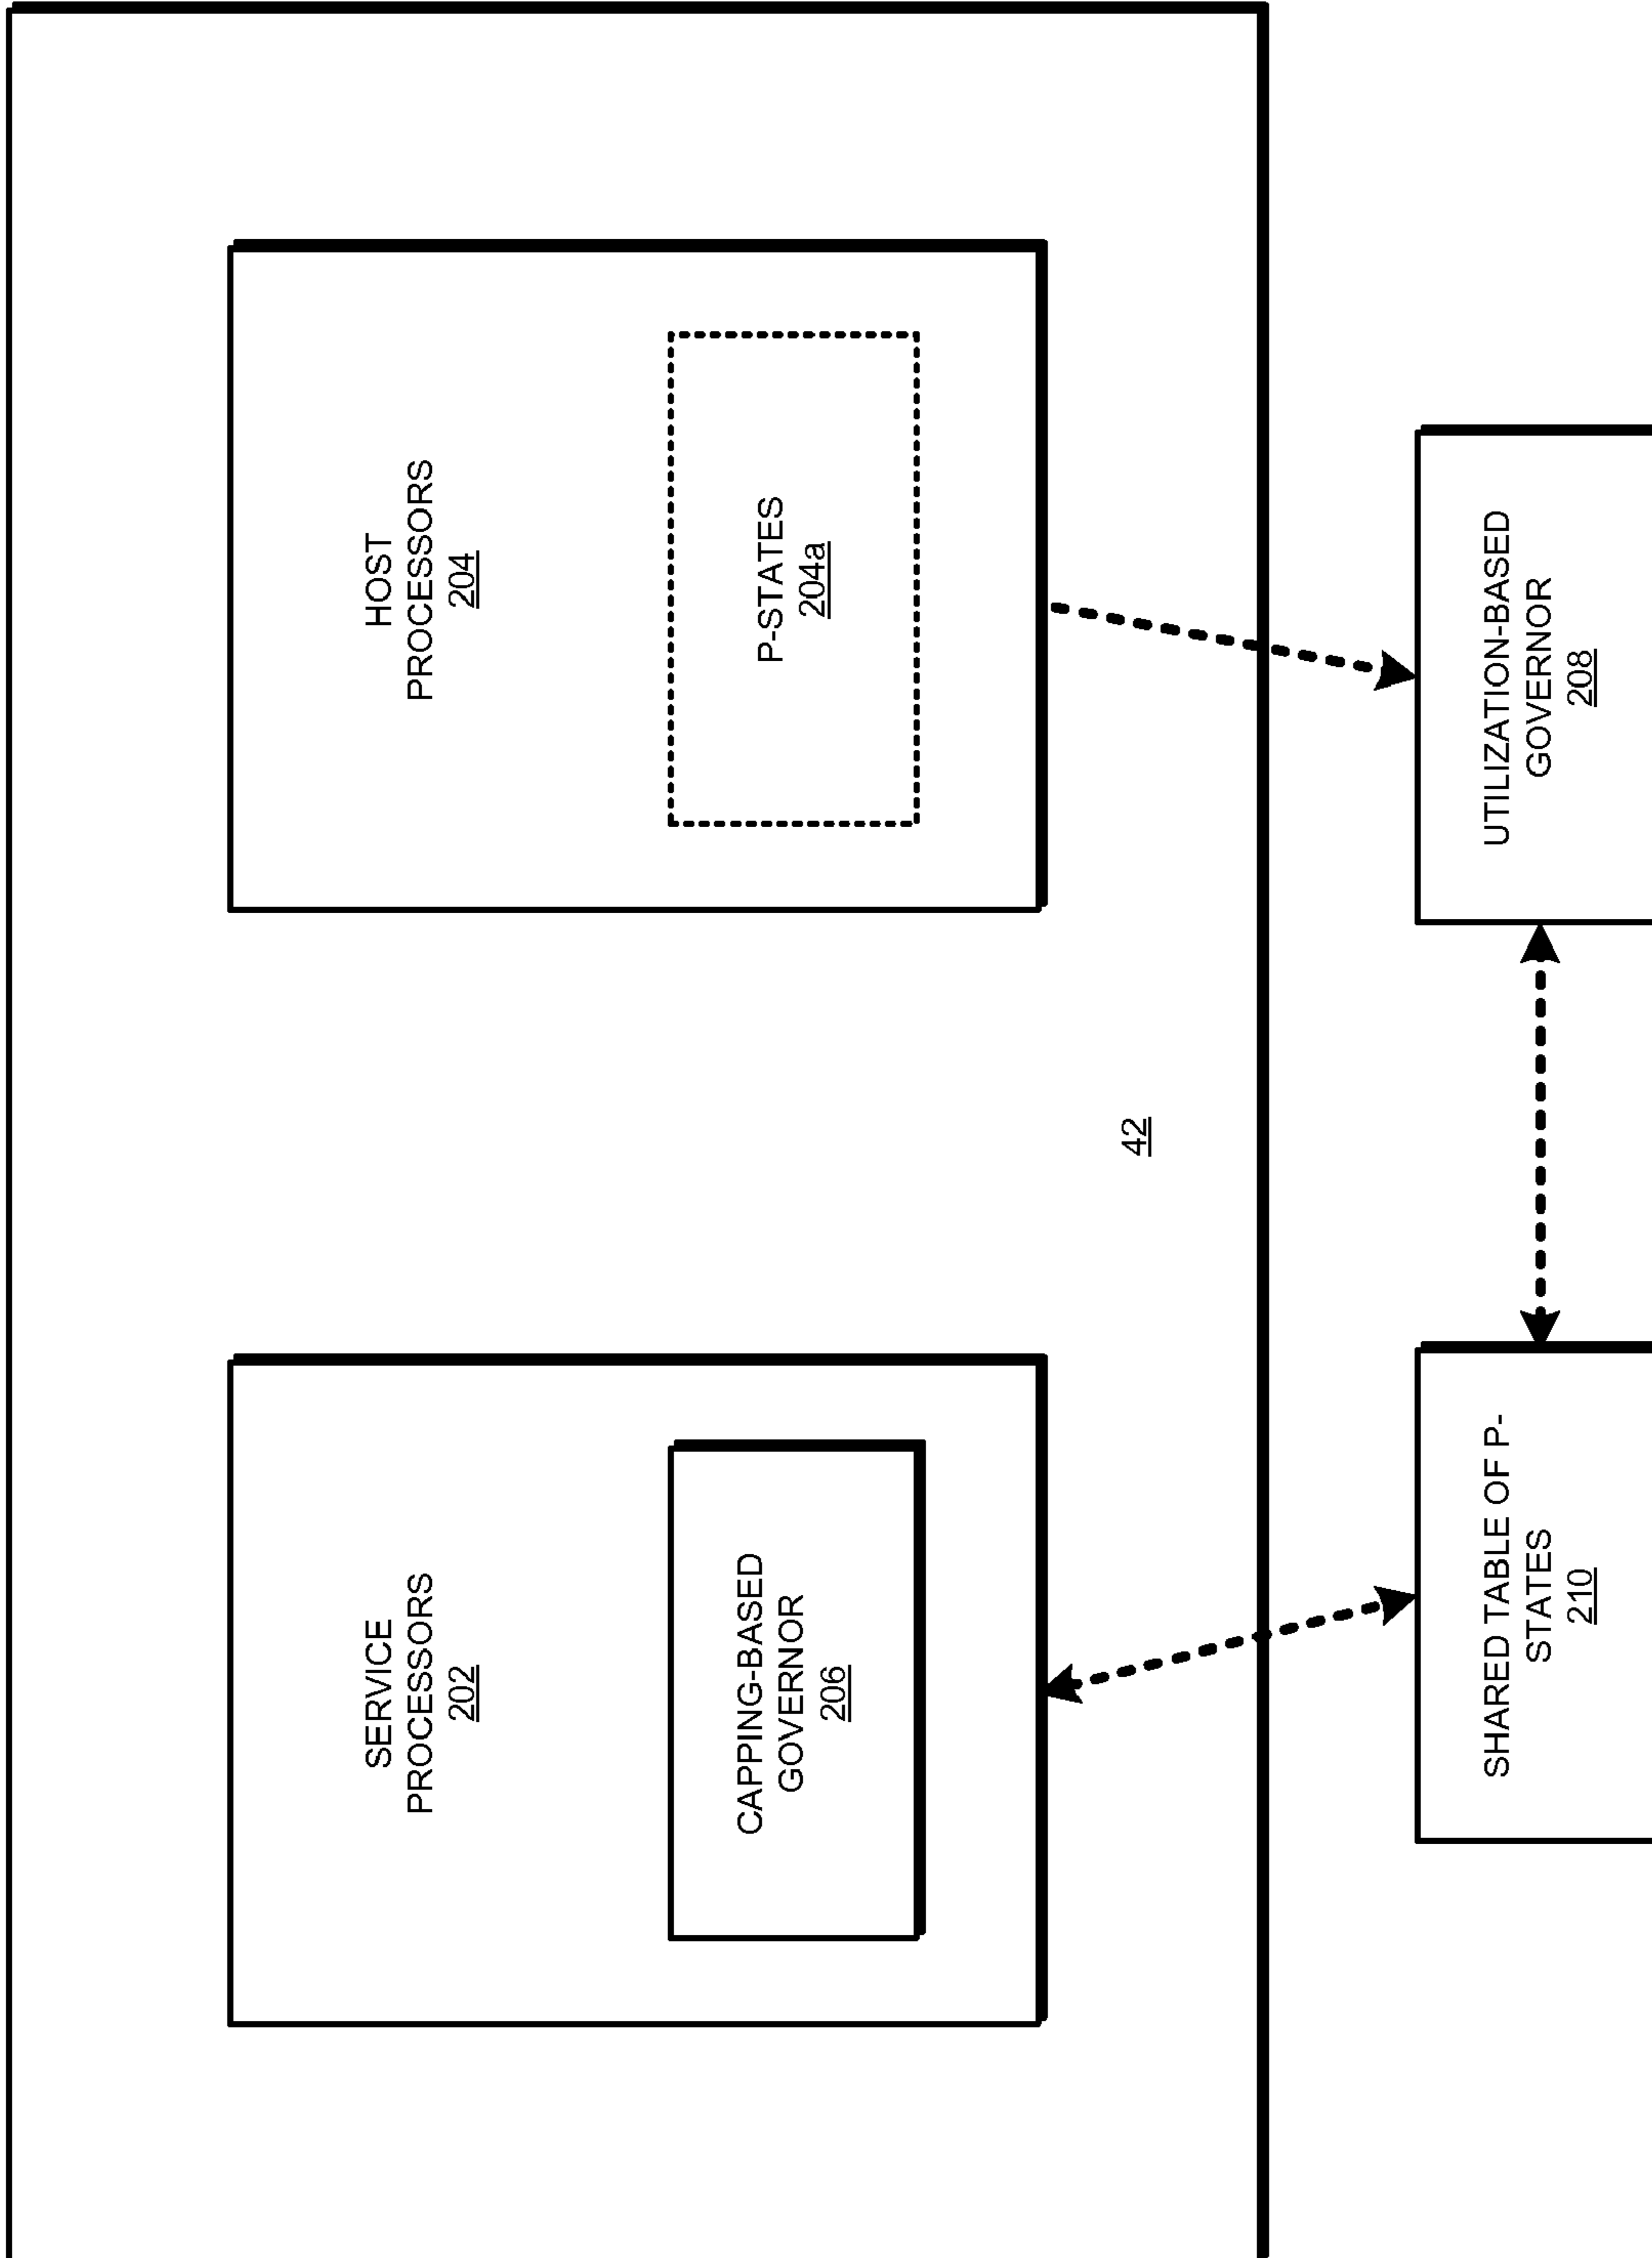 SERVICE
PROCESSORS
202
CAPPING-BASED
GOVERNOR
206
HOST
PROCESSORS
204
P-STATES
204a
42
SHARED TABLE OF P-
STATES
210
UTILIZATION-BASED
GOVERNOR
208